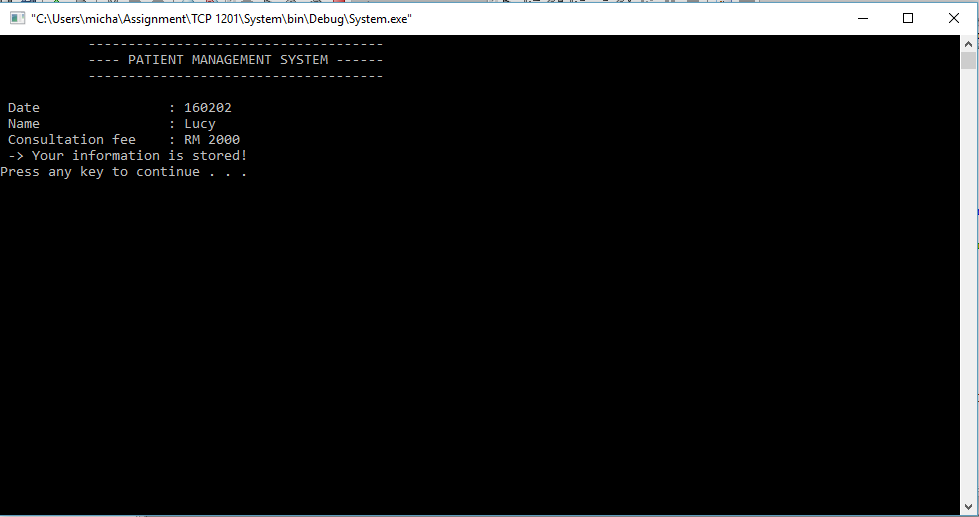 "C:\Users\micha\Assignment\TCP 1201\System\bin\Debug\System.exe"
-------------------------------------
---- PATIENT MANAGEMENT SYSTEM ------
-------------------------------------
Date : 160202
Name : Lucy
Consultation fee : RM 2000
-> Your information is stored!
Press any key to continue . . .